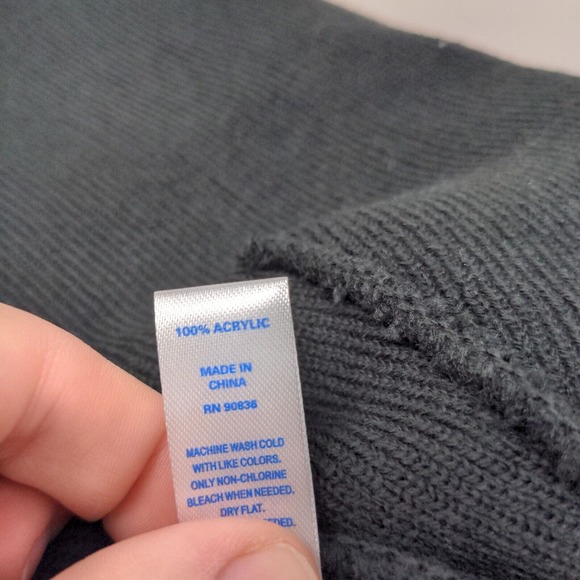 100% ACRYLIC
MADE IN
CHINA
RN 90836
MACHINE WASH COLD
WITH LIKE COLORS.
ONLY NON-CHLORINE
BLEACH WHEN NEEDED.
DRY FLAT.